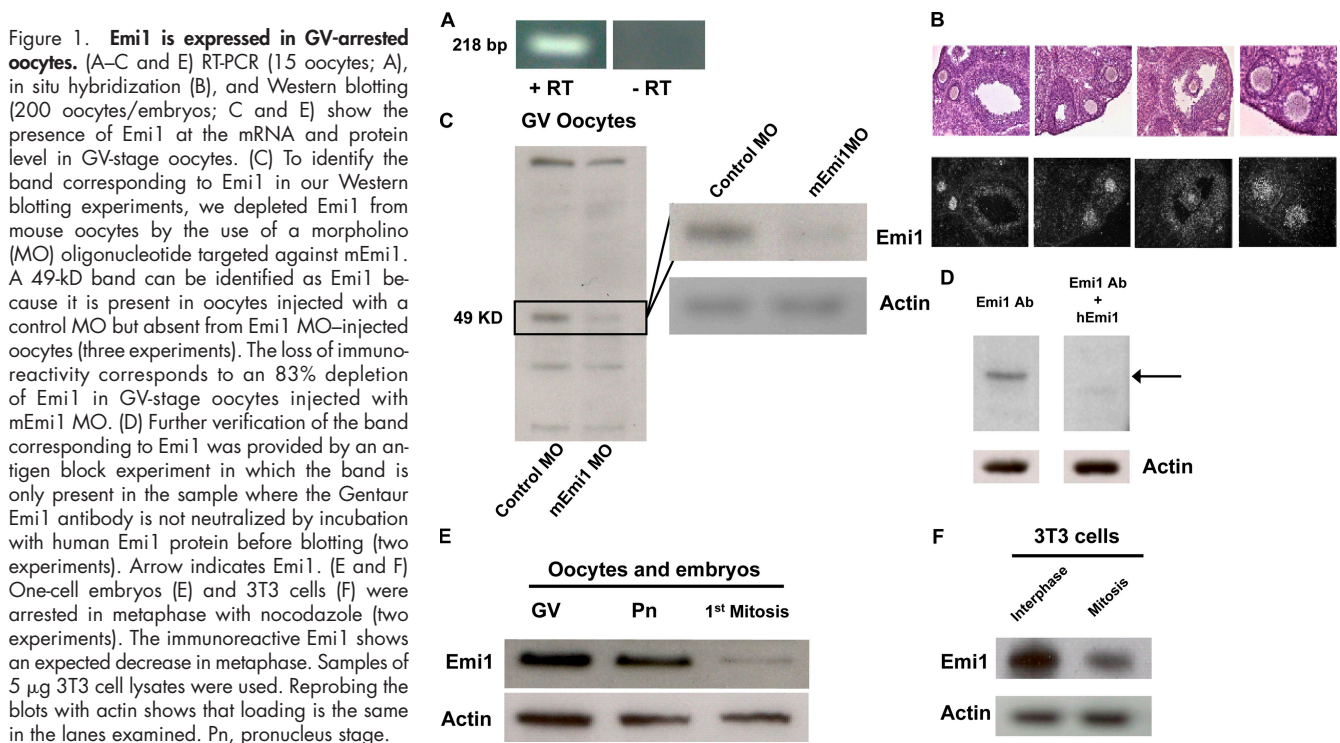 Figure 1. Emi1 is expressed in GV-arrested
oocytes. (A–C and E) RT-PCR (15 oocytes; A),
in situ hybridization (B), and Western blotting
(200 oocytes/embryos; C and E) show the
presence of Emi1 at the mRNA and protein
level in GV-stage oocytes. (C) To identify the
band corresponding to Emi1 in our Western
blotting experiments, we depleted Emi1 from
mouse oocytes by the use of a morpholino
(MO) oligonucleotide targeted against mEmi1.
A 49-kD band can be identified as Emi1 be-
cause it is present in oocytes injected with a
control MO but absent from Emi1 MO–injected
oocytes (three experiments). The loss of immuno-
reactivity corresponds to an 83% depletion
of Emi1 in GV-stage oocytes injected with
mEmi1 MO. (D) Further verification of the band
corresponding to Emi1 was provided by an an-
tigen block experiment in which the band is
only present in the sample where the Gentaur
Emi1 antibody is not neutralized by incubation
with human Emi1 protein before blotting (two
experiments). Arrow indicates Emi1. (E and F)
One-cell embryos (E) and 3T3 cells (F) were
arrested in metaphase with nocodazole (two
experiments). The immunoreactive Emi1 shows
an expected decrease in metaphase. Samples of
5 μg 3T3 cell lysates were used. Reprobing the
blots with actin shows that loading is the same
in the lanes examined. Pn, pronucleus stage.
A
218 bp
+ RT
- RT
B
C
GV Oocytes
49 KD
Control MO
mEmi1 MO
Control MO
mEmi1MO
Emi1
Actin
D
Emi1 Ab
Emi1 Ab
+
hEmi1
Actin
E
Oocytes and embryos
GV
Pn
1st Mitosis
Emi1
Actin
F
3T3 cells
Interphase
Mitosis
Emi1
Actin